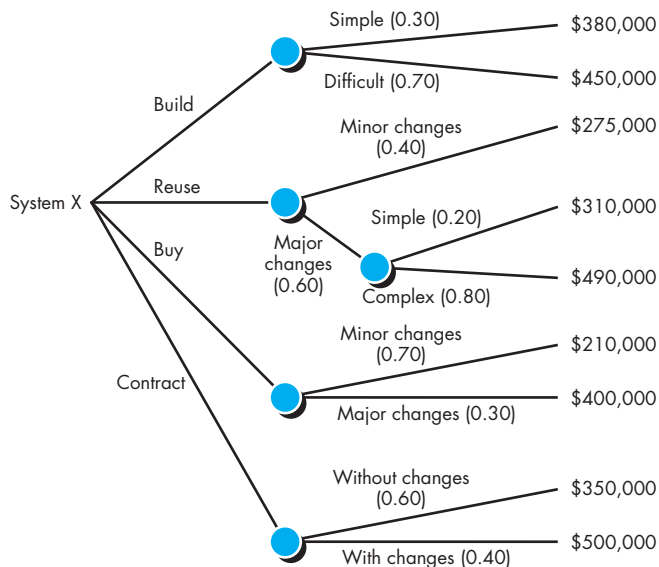 Simple (0.30)
$380,000
Difficult (0.70)
$450,000
Build
Minor changes
(0.40)
$275,000
System X
Reuse
Simple (0.20)
$310,000
Major
changes
(0.60)
Buy
Complex (0.80)
$490,000
Minor changes
(0.70)
$210,000
Contract
Major changes (0.30)
$400,000
Without changes
(0.60)
$350,000
With changes (0.40)
$500,000